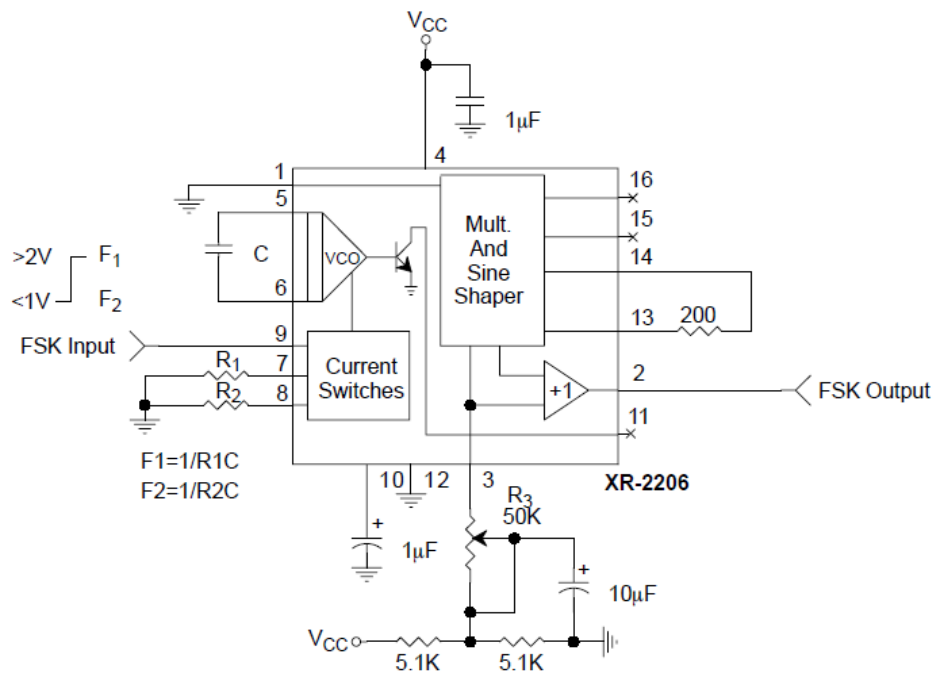 VCC
1μF
4
1
16
5
15
Mult.
And
Sine
Shaper
14
>2V
F1
C
VCO
<1V
F2
6
13
200
FSK Input
9
R1
7
Current
Switches
2
+1
FSK Output
R2
8
11
F1=1/R1C
F2=1/R2C
10
12
3
XR-2206
R3
50K
+
1μF
+
10μF
VCC
5.1K
5.1K